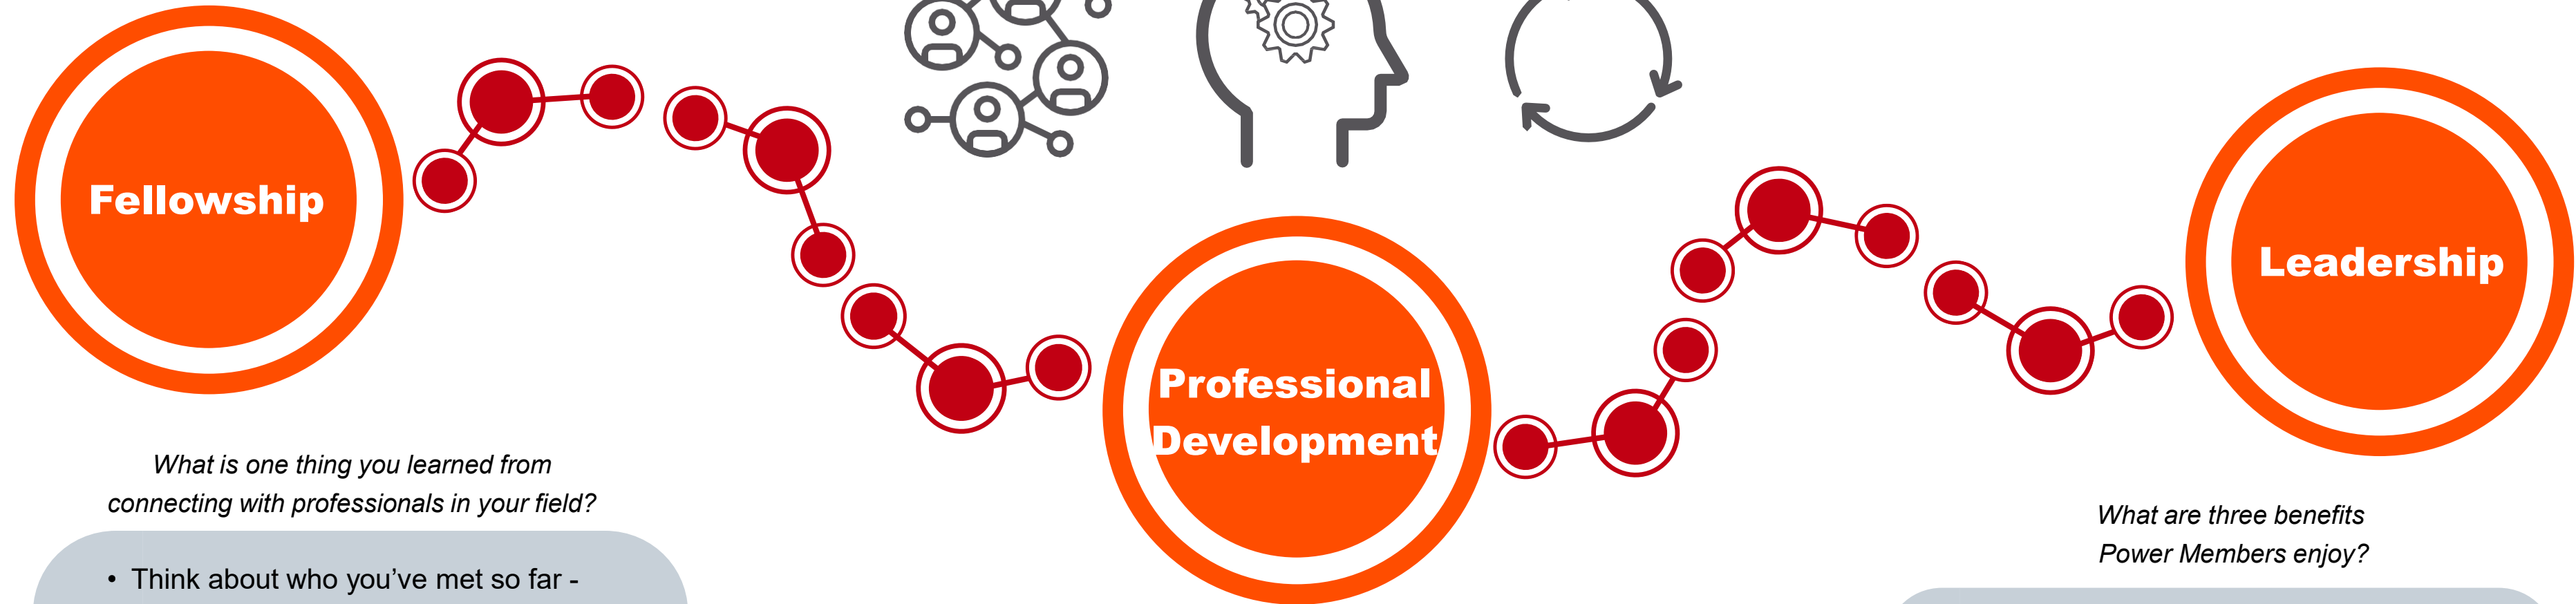 Fellowship
What is one thing you learned from
connecting with professionals in your field?
• Think about who you’ve met so far -
Professional
Development
Leadership
What are three benefits
Power Members enjoy?